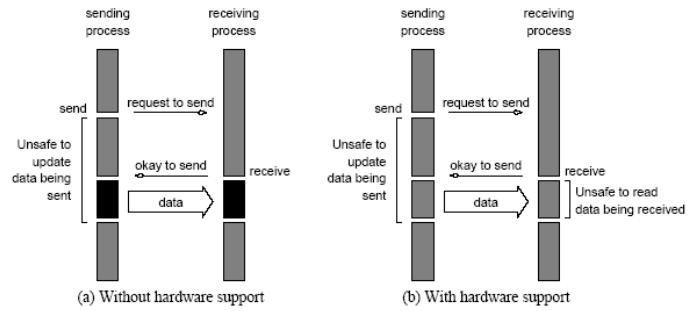 sending
process
receiving
process
send
request to send
Unsafe to
update
data being
sent
okay to send
receive
data
(a) Without hardware support
sending
process
receiving
process
send
request to send
Unsafe to
update
data being
sent
okay to send
receive
data
Unsafe to read
data being received
(b) With hardware support